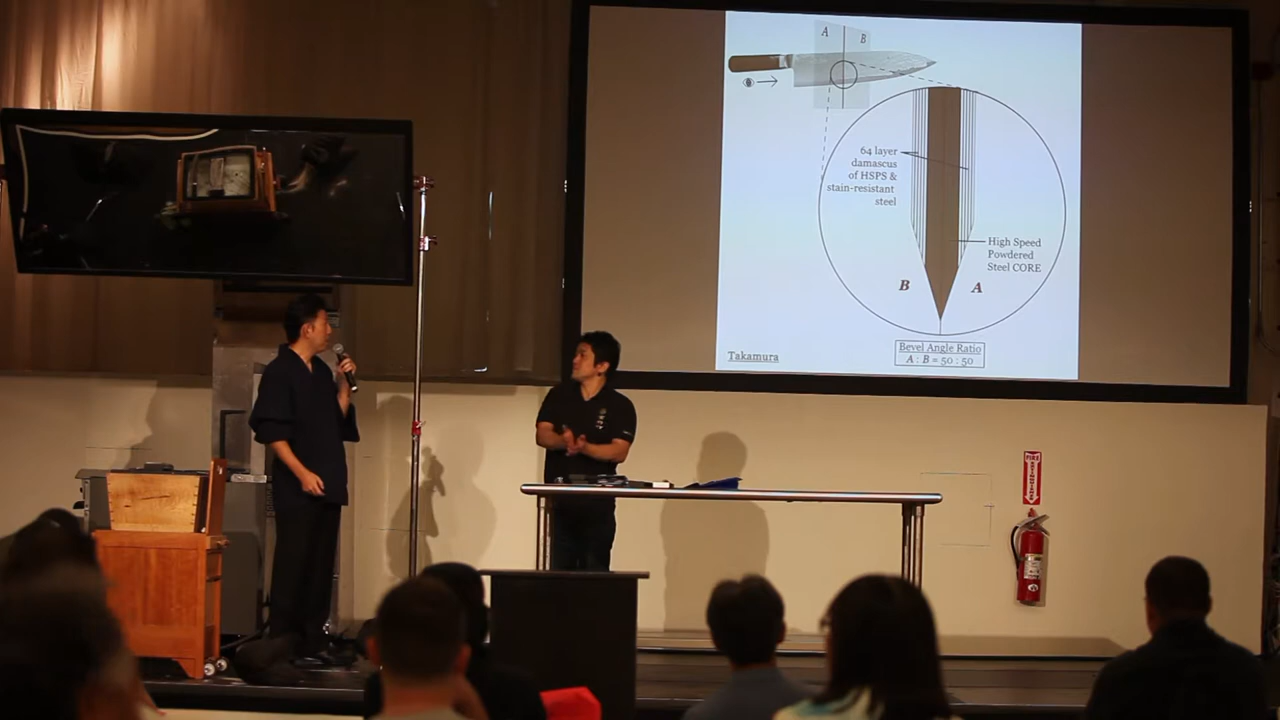 A
B
64 layer
damascus
of HSPS &
stain-resistant
steel
High Speed
Powdered
Steel CORE
B
A
Bevel Angle Ratio
A : B = 50 : 50
Takamura
FIRE